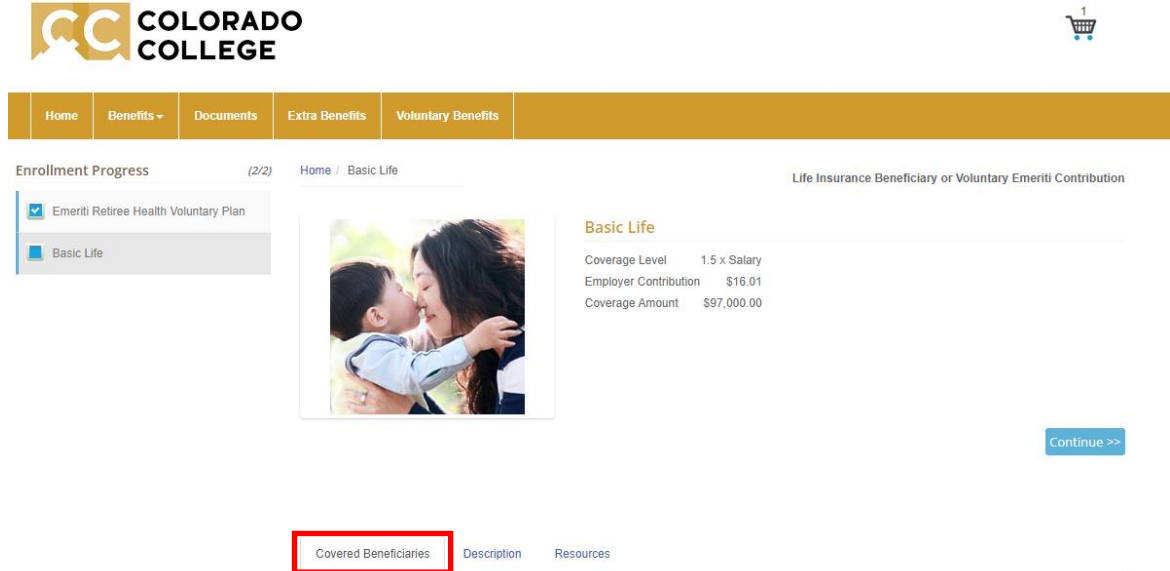 COLORADO
COLLEGE
1
Home Benefits Documents Extra Benefits Voluntary Benefits
Enrollment Progress (2/2)
Emeriti Retiree Health Voluntary Plan
Basic Life
Home / Basic Life
Life Insurance Beneficiary or Voluntary Emeriti Contribution
Basic Life
Coverage Level 1.5 x Salary
Employer Contribution $16.01
Coverage Amount $97,000.00
Continue >>
Covered Beneficiaries Description Resources